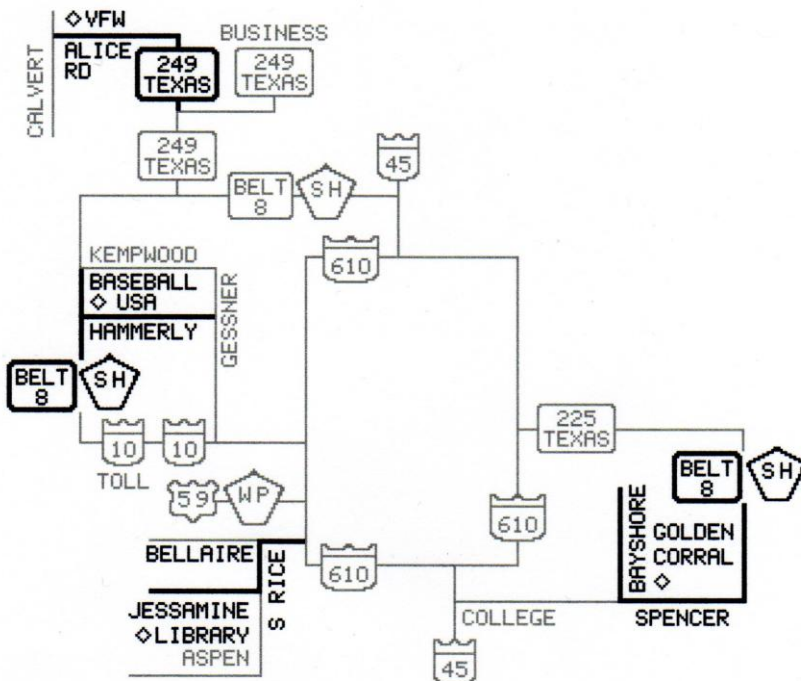 ◇VFW
BUSINESS
ALICE
RD
249
TEXAS
249
TEXAS
CALVERT
249
TEXAS
45
BELT
8
SH
KEMPWOOD
610
BASEBALL
◇ USA
GESSNER
HAMMERLY
BELT
8
SH
225
TEXAS
10
10
TOLL
BELT
8
SH
59
WP
610
BAYSHORE
GOLDEN
CORRAL
◇
BELLAIRE
S RICE
610
JESSAMINE
◇LIBRARY
ASPEN
COLLEGE
SPENCER
45